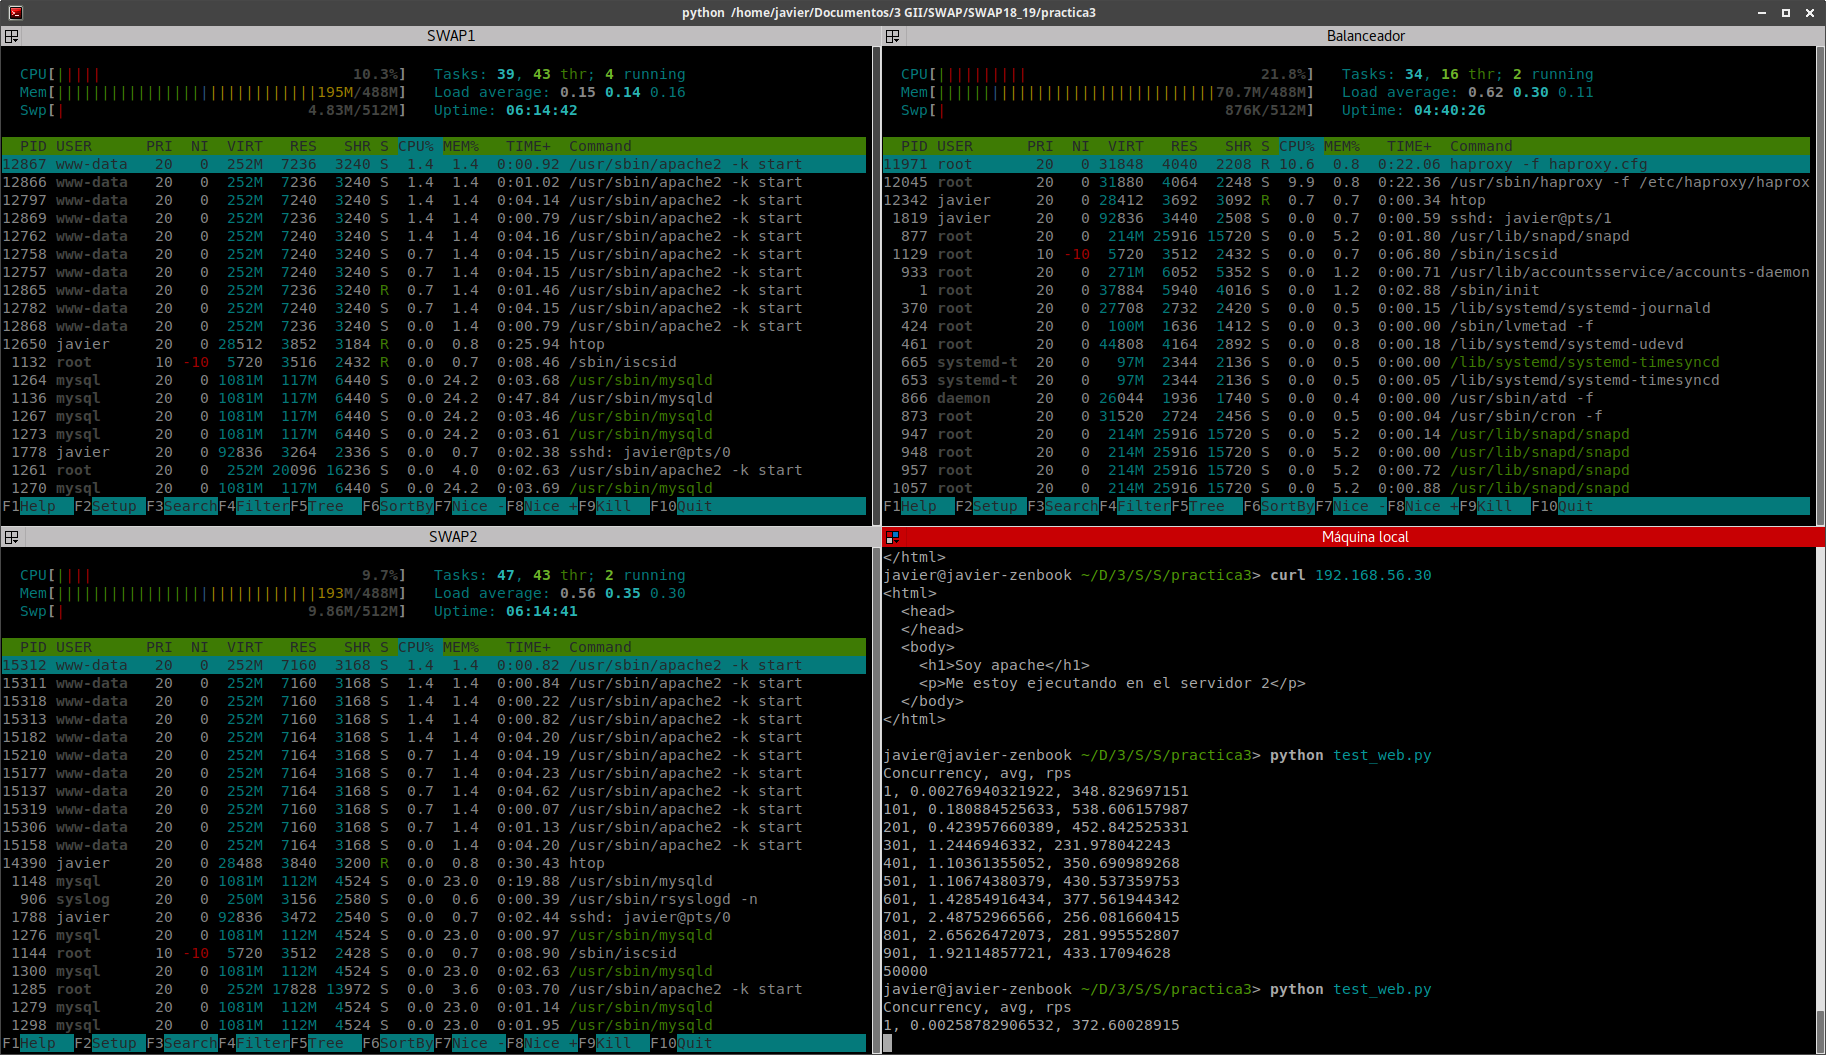 python  /home/javier/Documentos/3 GII/SWAP/SWAP18_19/practica3
SWAP1
CPU[||||| 10.3%] Tasks: 39, 43 thr; 4 running
Mem[|||||||||||||||||||||||||||||195M/488M] Load average: 0.15 0.14 0.16
Swp[| 4.83M/512M] Uptime: 06:14:42
PID USER PRI NI VIRT RES SHR S CPU% MEM% TIME+ Command
12867 www-data 20 0 252M 7236 3240 S 1.4 1.4 0:00.92 /usr/sbin/apache2 -k start
12866 www-data 20 0 252M 7236 3240 S 1.4 1.4 0:01.02 /usr/sbin/apache2 -k start
12797 www-data 20 0 252M 7240 3240 S 1.4 1.4 0:04.14 /usr/sbin/apache2 -k start
12869 www-data 20 0 252M 7236 3240 S 1.4 1.4 0:00.79 /usr/sbin/apache2 -k start
12762 www-data 20 0 252M 7240 3240 S 1.4 1.4 0:04.16 /usr/sbin/apache2 -k start
12758 www-data 20 0 252M 7240 3240 S 0.7 1.4 0:04.15 /usr/sbin/apache2 -k start
12757 www-data 20 0 252M 7240 3240 S 0.7 1.4 0:04.15 /usr/sbin/apache2 -k start
12865 www-data 20 0 252M 7236 3240 R 0.7 1.4 0:01.46 /usr/sbin/apache2 -k start
12782 www-data 20 0 252M 7240 3240 S 0.7 1.4 0:04.15 /usr/sbin/apache2 -k start
12868 www-data 20 0 252M 7236 3240 S 0.0 1.4 0:00.79 /usr/sbin/apache2 -k start
12650 javier 20 0 28512 3852 3184 R 0.0 0.8 0:25.94 htop
1132 root 10 -10 5720 3516 2432 R 0.0 0.7 0:08.46 /sbin/iscsid
1264 mysql 20 0 1081M 117M 6440 S 0.0 24.2 0:03.68 /usr/sbin/mysqld
1136 mysql 20 0 1081M 117M 6440 S 0.0 24.2 0:47.84 /usr/sbin/mysqld
1267 mysql 20 0 1081M 117M 6440 S 0.0 24.2 0:03.46 /usr/sbin/mysqld
1273 mysql 20 0 1081M 117M 6440 S 0.0 24.2 0:03.61 /usr/sbin/mysqld
1778 javier 20 0 92836 3264 2336 S 0.0 0.7 0:02.38 sshd: javier@pts/0
1261 root 20 0 252M 20096 16236 S 0.0 4.0 0:02.63 /usr/sbin/apache2 -k start
1270 mysql 20 0 1081M 117M 6440 S 0.0 24.2 0:03.69 /usr/sbin/mysqld
F1Help F2Setup F3SearchF4FilterF5Tree F6SortByF7Nice -F8Nice +F9Kill F10Quit
Balanceador
CPU[|||||||||| 21.8%] Tasks: 34, 16 thr; 2 running
Mem[|||||||||||||||||||||||||||||||70.7M/488M] Load average: 0.62 0.30 0.11
Swp[| 876K/512M] Uptime: 04:40:26
PID USER PRI NI VIRT RES SHR S CPU% MEM% TIME+ Command
11971 root 20 0 31848 4040 2208 R 10.6 0.8 0:22.06 haproxy -f haproxy.cfg
12045 root 20 0 31880 4064 2248 S 9.9 0.8 0:22.36 /usr/sbin/haproxy -f /etc/haproxy/haprox
12342 javier 20 0 28412 3692 3092 R 0.7 0.7 0:00.34 htop
1819 javier 20 0 92836 3440 2508 S 0.0 0.7 0:00.59 sshd: javier@pts/1
877 root 20 0 214M 25916 15720 S 0.0 5.2 0:01.80 /usr/lib/snapd/snapd
1129 root 10 -10 5720 3512 2432 S 0.0 0.7 0:06.80 /sbin/iscsid
933 root 20 0 271M 6052 5352 S 0.0 1.2 0:00.71 /usr/lib/accountsservice/accounts-daemon
1 root 20 0 37884 5940 4016 S 0.0 1.2 0:02.88 /sbin/init
370 root 20 0 27708 2732 2420 S 0.0 0.5 0:00.15 /lib/systemd/systemd-journald
424 root 20 0 100M 1636 1412 S 0.0 0.3 0:00.00 /sbin/lvmetad -f
461 root 20 0 44808 4164 2892 S 0.0 0.8 0:00.18 /lib/systemd/systemd-udevd
665 systemd-t 20 0 97M 2344 2136 S 0.0 0.5 0:00.00 /lib/systemd/systemd-timesyncd
653 systemd-t 20 0 97M 2344 2136 S 0.0 0.5 0:00.05 /lib/systemd/systemd-timesyncd
866 daemon 20 0 26044 1936 1740 S 0.0 0.4 0:00.00 /usr/sbin/atd -f
873 root 20 0 31520 2724 2456 S 0.0 0.5 0:00.04 /usr/sbin/cron -f
947 root 20 0 214M 25916 15720 S 0.0 5.2 0:00.14 /usr/lib/snapd/snapd
948 root 20 0 214M 25916 15720 S 0.0 5.2 0:00.00 /usr/lib/snapd/snapd
957 root 20 0 214M 25916 15720 S 0.0 5.2 0:00.72 /usr/lib/snapd/snapd
1057 root 20 0 214M 25916 15720 S 0.0 5.2 0:00.88 /usr/lib/snapd/snapd
F1Help F2Setup F3SearchF4FilterF5Tree F6SortByF7Nice -F8Nice +F9Kill F10Quit
SWAP2
CPU[|||| 9.7%] Tasks: 47, 43 thr; 2 running
Mem[|||||||||||||||||||||||||||||193M/488M] Load average: 0.56 0.35 0.30
Swp[| 9.86M/512M] Uptime: 06:14:41
PID USER PRI NI VIRT RES SHR S CPU% MEM% TIME+ Command
15312 www-data 20 0 252M 7160 3168 S 1.4 1.4 0:00.82 /usr/sbin/apache2 -k start
15311 www-data 20 0 252M 7160 3168 S 1.4 1.4 0:00.84 /usr/sbin/apache2 -k start
15318 www-data 20 0 252M 7160 3168 S 1.4 1.4 0:00.22 /usr/sbin/apache2 -k start
15313 www-data 20 0 252M 7160 3168 S 1.4 1.4 0:00.82 /usr/sbin/apache2 -k start
15182 www-data 20 0 252M 7164 3168 S 1.4 1.4 0:04.20 /usr/sbin/apache2 -k start
15210 www-data 20 0 252M 7164 3168 S 0.7 1.4 0:04.19 /usr/sbin/apache2 -k start
15177 www-data 20 0 252M 7164 3168 S 0.7 1.4 0:04.23 /usr/sbin/apache2 -k start
15137 www-data 20 0 252M 7164 3168 S 0.7 1.4 0:04.62 /usr/sbin/apache2 -k start
15319 www-data 20 0 252M 7160 3168 S 0.7 1.4 0:00.07 /usr/sbin/apache2 -k start
15306 www-data 20 0 252M 7160 3168 S 0.7 1.4 0:01.13 /usr/sbin/apache2 -k start
15158 www-data 20 0 252M 7164 3168 S 0.0 1.4 0:04.20 /usr/sbin/apache2 -k start
14390 javier 20 0 28488 3840 3200 R 0.0 0.8 0:30.43 htop
1148 mysql 20 0 1081M 112M 4524 S 0.0 23.0 0:19.88 /usr/sbin/mysqld
906 syslog 20 0 250M 3156 2580 S 0.0 0.6 0:00.39 /usr/sbin/rsyslogd -n
1788 javier 20 0 92836 3472 2540 S 0.0 0.7 0:02.44 sshd: javier@pts/0
1276 mysql 20 0 1081M 112M 4524 S 0.0 23.0 0:00.97 /usr/sbin/mysqld
1144 root 10 -10 5720 3512 2428 S 0.0 0.7 0:08.90 /sbin/iscsid
1300 mysql 20 0 1081M 112M 4524 S 0.0 23.0 0:02.63 /usr/sbin/mysqld
1285 root 20 0 252M 17828 13972 S 0.0 3.6 0:03.70 /usr/sbin/apache2 -k start
1279 mysql 20 0 1081M 112M 4524 S 0.0 23.0 0:01.14 /usr/sbin/mysqld
1298 mysql 20 0 1081M 112M 4524 S 0.0 23.0 0:01.95 /usr/sbin/mysqld
F1Help F2Setup F3SearchF4FilterF5Tree F6SortByF7Nice -F8Nice +F9Kill F10Quit
Máquina local
</html>
javier@javier-zenbook ~/D/3/S/S/practica3> curl 192.168.56.30
<html>
  <head>
  </head>
  <body>
    <h1>Soy apache</h1>
    <p>Me estoy ejecutando en el servidor 2</p>
  </body>
</html>
javier@javier-zenbook ~/D/3/S/S/practica3> python test_web.py
Concurrency, avg, rps
1, 0.00276940321922, 348.829697151
101, 0.180884525633, 538.606157987
201, 0.423957660389, 452.842525331
301, 1.2446946332, 231.978042243
401, 1.10361355052, 350.690989268
501, 1.10674380379, 430.537359753
601, 1.42854916434, 377.561944342
701, 2.48752966566, 256.081660415
801, 2.65626472073, 281.995552807
901, 1.92114857721, 433.17094628
50000
javier@javier-zenbook ~/D/3/S/S/practica3> python test_web.py
Concurrency, avg, rps
1, 0.00258782906532, 372.60028915